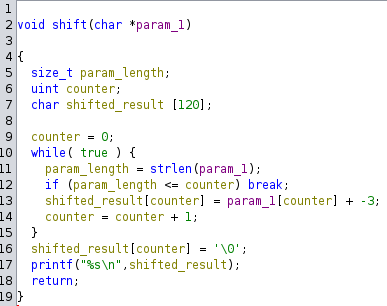 1
2 void shift(char *param_1)
3
4 {
5   size_t param_length;
6   uint counter;
7   char shifted_result [120];
8
9   counter = 0;
10   while( true ) {
11     param_length = strlen(param_1);
12     if (param_length <= counter) break;
13     shifted_result[counter] = param_1[counter] + -3;
14     counter = counter + 1;
15   }
16   shifted_result[counter] = '\0';
17   printf("%s\n",shifted_result);
18   return;
19 }